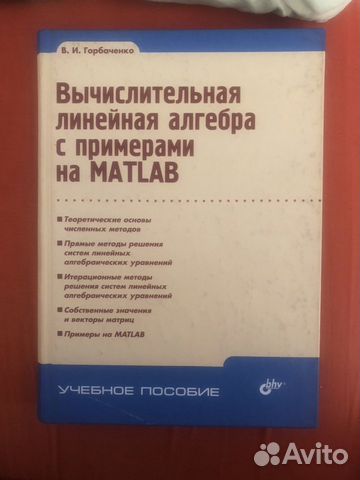 В. И. Горбаченко
Вычислительная
линейная алгебра
с примерами
на MATLAB
Теоретические основы
численных методов
Прямые методы решения
систем линейных
алгебраических уравнений
Итерационные методы
решения систем линейных
алгебраических уравнений
Собственные значения
и векторы матриц
Примеры на MATLAB
УЧЕБНОЕ ПОСОБИЕ
bhv®
Avito